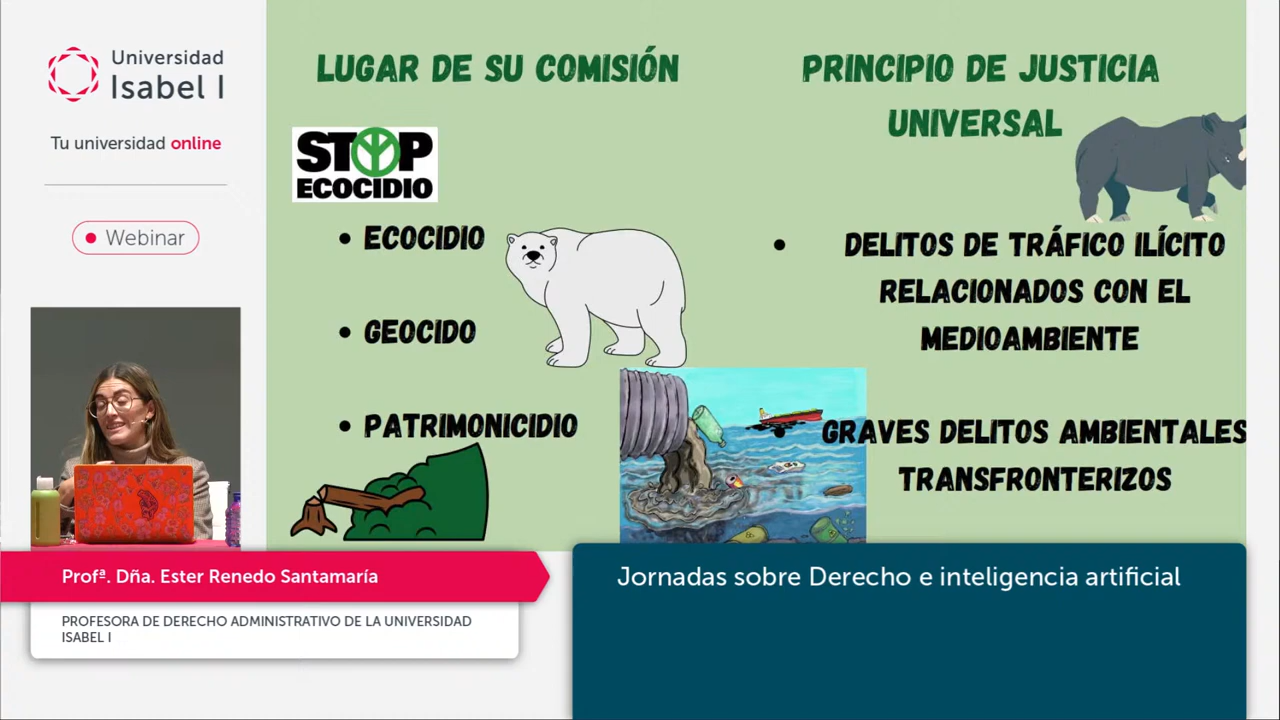 Universidad
Isabel I
Tu universidad online
Webinar
LUGAR DE SU COMISIÓN
STOP
ECOCIDIO
• ECOCIDIO
• GEOCIDO
• PATRIMONICIDIO
PRINCIPIO DE JUSTICIA
UNIVERSAL
• DELITOS DE TRÁFICO ILÍCITO
RELACIONADOS CON EL
MEDIOAMBIENTE
GRAVES DELITOS AMBIENTALES
TRANSFRONTERIZOS
Profª. Dña. Ester Renedo Santamaría
PROFESORA DE DERECHO ADMINISTRATIVO DE LA UNIVERSIDAD
ISABEL I
Jornadas sobre Derecho e inteligencia artificial